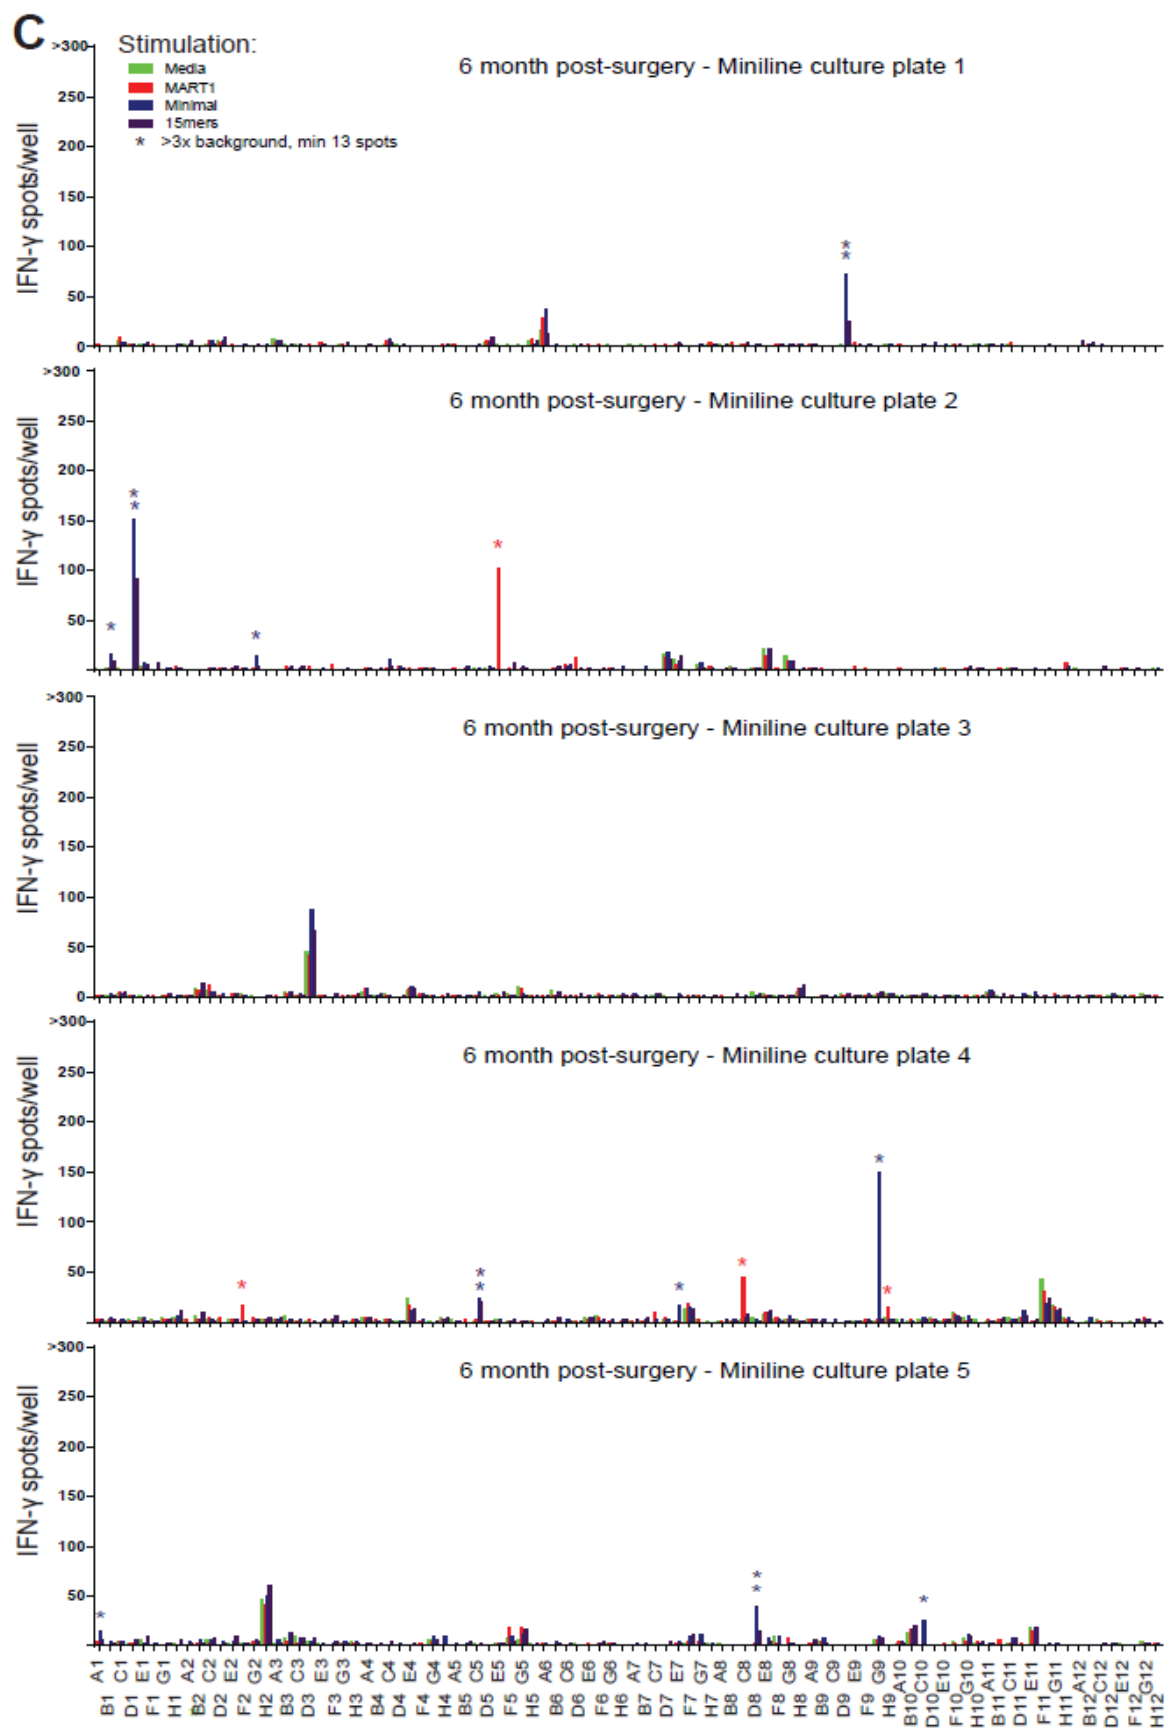 C
Stimulation:
Media
MART1
Minimal
15mers
* >3x background, min 13 spots
6 month post-surgery - Miniline culture plate 1
IFN-γ spots/well
>300
250
200
150
100
50
0
**
6 month post-surgery - Miniline culture plate 2
IFN-γ spots/well
>300
250
200
150
100
50
* ** * *
6 month post-surgery - Miniline culture plate 3
IFN-γ spots/well
>300
250
200
150
100
50
0
6 month post-surgery - Miniline culture plate 4
IFN-γ spots/well
>300
250
200
150
100
50
* ** * * * *
6 month post-surgery - Miniline culture plate 5
IFN-γ spots/well
>300
250
200
150
100
50
* ** *
A1 C1 E1 G1 A2 C2 E2 G2 A3 C3 E3 G3 A4 C4 E4 G4 A5 C5 E5 G5 A6 C6 E6 G6 A7 C7 E7 G7 A8 C8 E8 G8 A9 C9 E9 G9 A10 C10 E10 G10 A11 C11 E11 G11 A12 C12 E12 G12
B1 D1 F1 H1 B2 D2 F2 H2 B3 D3 F3 H3 B4 D4 F4 H4 B5 D5 F5 H5 B6 D6 F6 H6 B7 D7 F7 H7 B8 D8 F8 H8 B9 D9 F9 H9 B10 D10 F10 H10 B11 D11 F11 H11 B12 D12 F12 H12